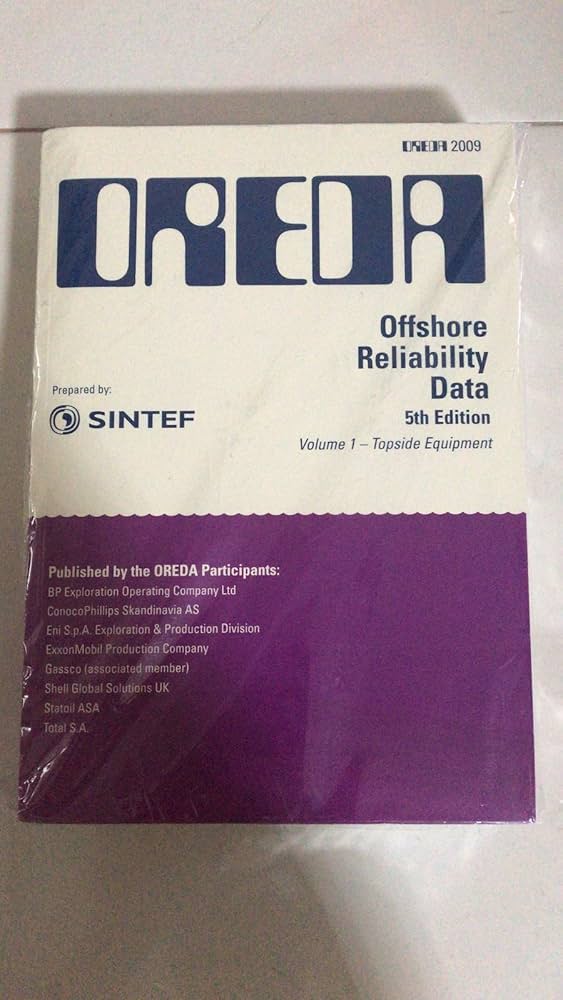 OREDA 2009
OREDA
Offshore
Reliability
Data
5th Edition
Volume 1 – Topside Equipment
Prepared by:
SINTEF
Published by the OREDA Participants:
BP Exploration Operating Company Ltd
ConocoPhillips Skandinavia AS
Eni S.p.A. Exploration & Production Division
ExxonMobil Production Company
Gassco (associated member)
Shell Global Solutions UK
Statoil ASA
Total S.A.